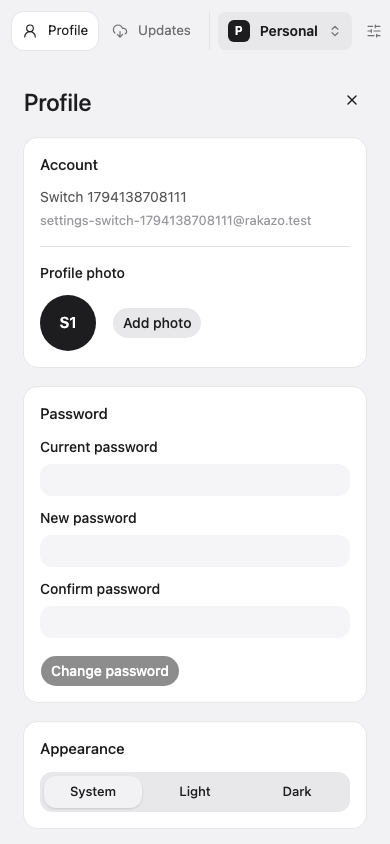 Profile
Updates
P
Personal
Profile
Account
Switch 1794138708111
settings-switch-1794138708111@rakazo.test
Profile photo
S1
Add photo
Password
Current password
New password
Confirm password
Change password
Appearance
System
Light
Dark